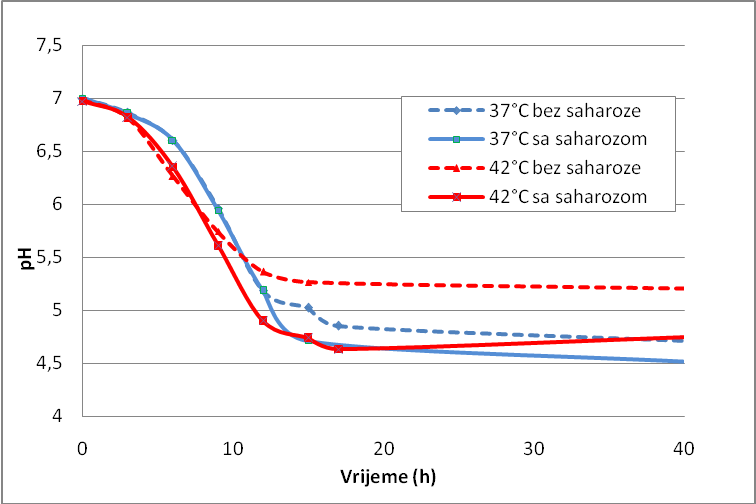 7,5
7
6,5
6
5,5
5
4,5
4
pH
0 10 20 30 40
Vrijeme (h)
37°C bez saharoze
37°C sa saharozom
42°C bez saharoze
42°C sa saharozom